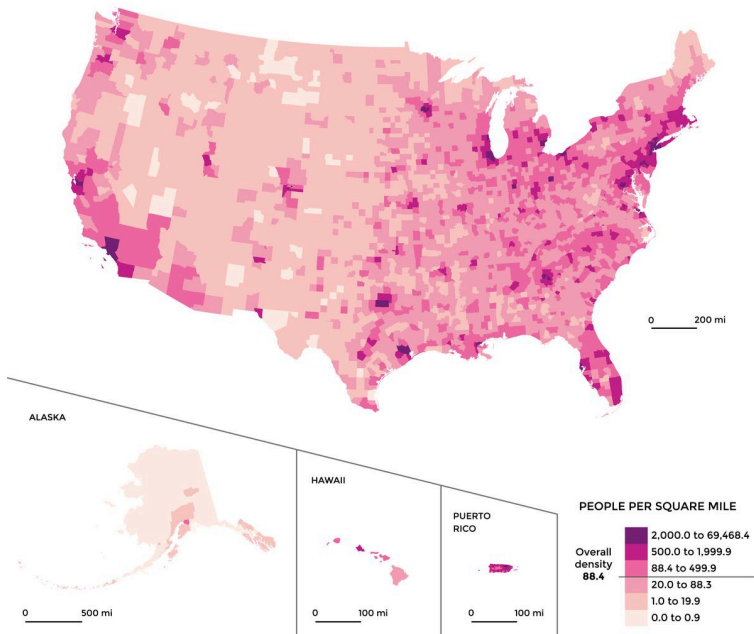 0 200 mi
ALASKA
0 500 mi
HAWAII
0 100 mi
PUERTO
RICO
0 100 mi
PEOPLE PER SQUARE MILE
2,000.0 to 69,468.4
500.0 to 1,999.9
88.4 to 499.9
Overall
density
88.4
20.0 to 88.3
1.0 to 19.9
0.0 to 0.9